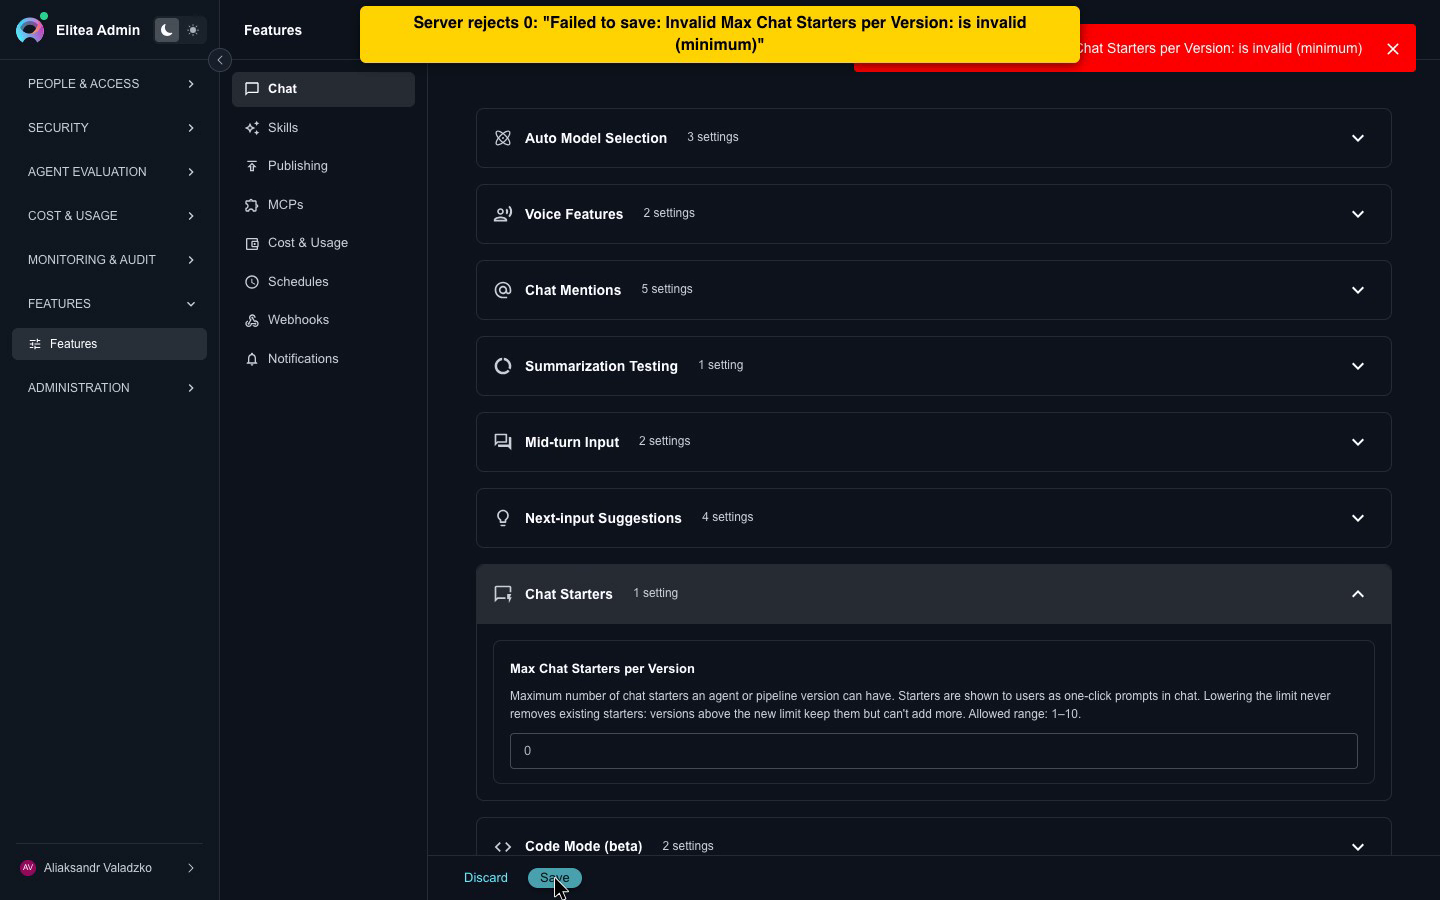 Elitea Admin
Features
Server rejects 0: "Failed to save: Invalid Max Chat Starters per Version: is invalid
(minimum)"
Chat Starters per Version: is invalid (minimum)
PEOPLE & ACCESS
SECURITY
AGENT EVALUATION
COST & USAGE
MONITORING & AUDIT
FEATURES
Features
ADMINISTRATION
AV Aliaksandr Valadzko
Chat
Skills
Publishing
MCPs
Cost & Usage
Schedules
Webhooks
Notifications
Auto Model Selection 3 settings
Voice Features 2 settings
Chat Mentions 5 settings
Summarization Testing 1 setting
Mid-turn Input 2 settings
Next-input Suggestions 4 settings
Chat Starters 1 setting
Max Chat Starters per Version
Maximum number of chat starters an agent or pipeline version can have. Starters are shown to users as one-click prompts in chat. Lowering the limit never
removes existing starters: versions above the new limit keep them but can't add more. Allowed range: 1–10.
0
Code Mode (beta) 2 settings
Discard
Save